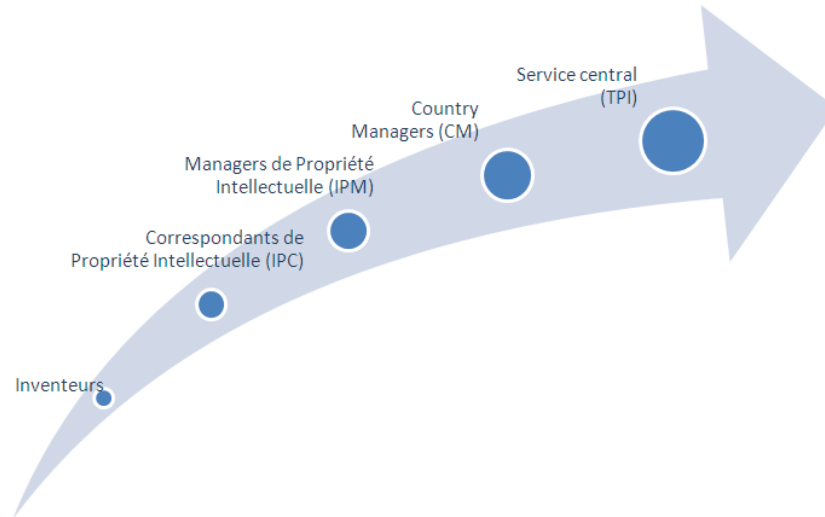 Service central
(TPI)
Country
Managers (CM)
Managers de Propriété
Intellectuelle (IPM)
Correspondants de
Propriété Intellectuelle (IPC)
Inventeurs